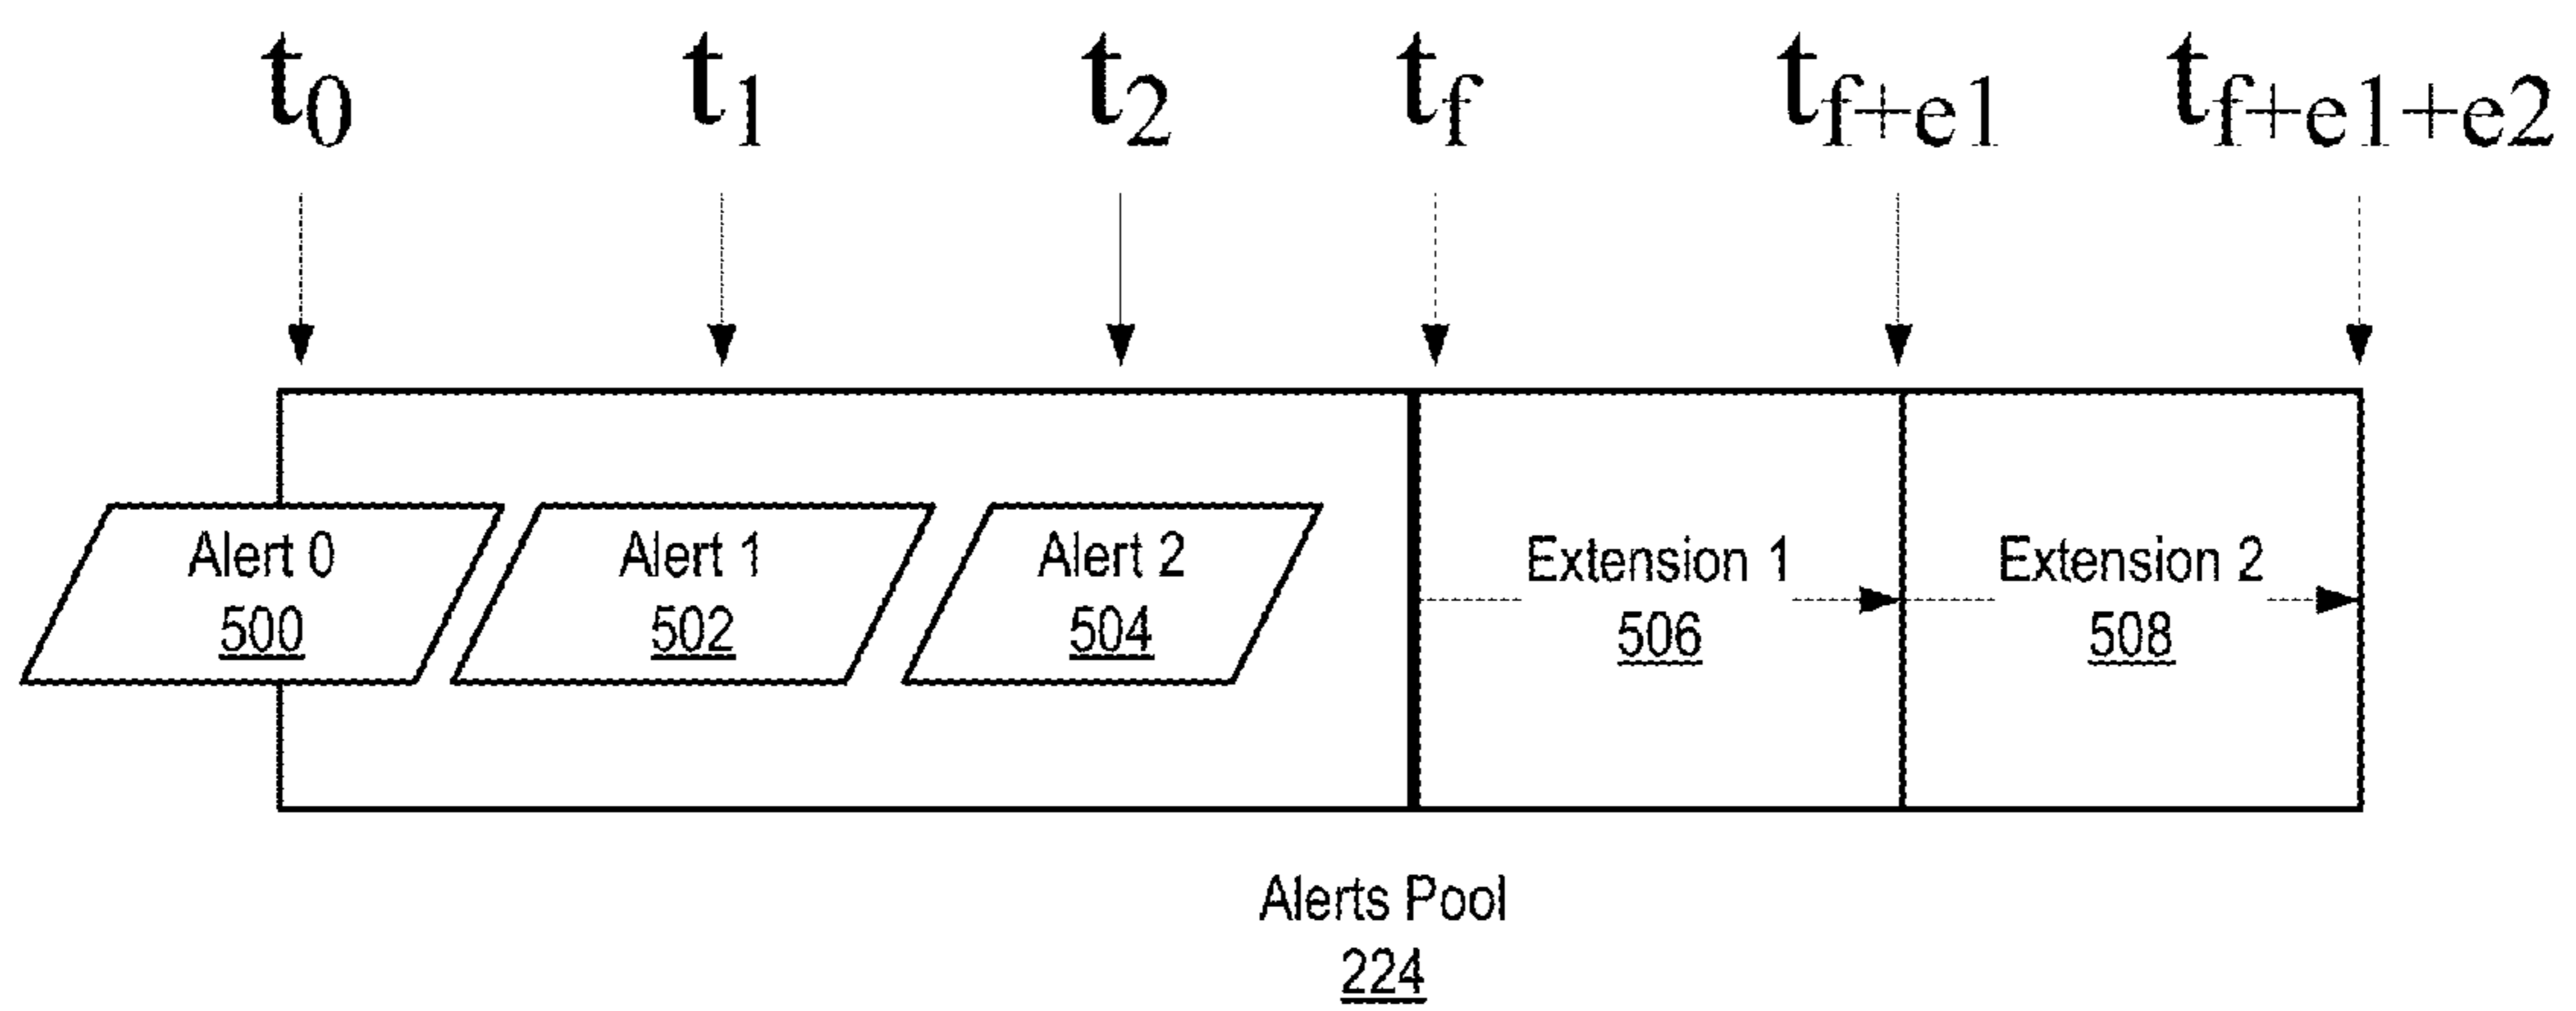 t0 t1 t2 tf tf+e1 tf+e1+e2
Alert 0
500
Alert 1
502
Alert 2
504
Extension 1
506
Extension 2
508
Alerts Pool
224